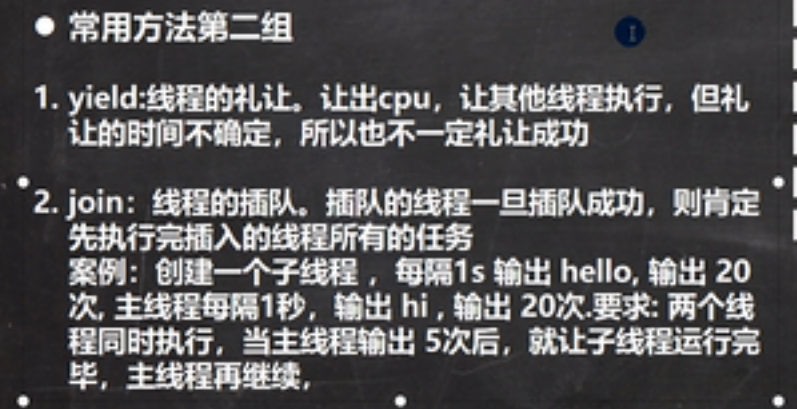 ● 常用方法第二组
1. yield:线程的礼让。让出cpu，让其他线程执行，但礼
让的时间不确定，所以也不一定礼让成功
2. join：线程的插队。插队的线程一旦插队成功，则肯定
先执行完插入的线程所有的任务
案例：创建一个子线程 ，每隔1s 输出 hello, 输出 20
次, 主线程每隔1秒，输出 hi , 输出 20次.要求: 两个线
程同时执行，当主线程输出 5次后，就让子线程运行完
毕，主线程再继续,